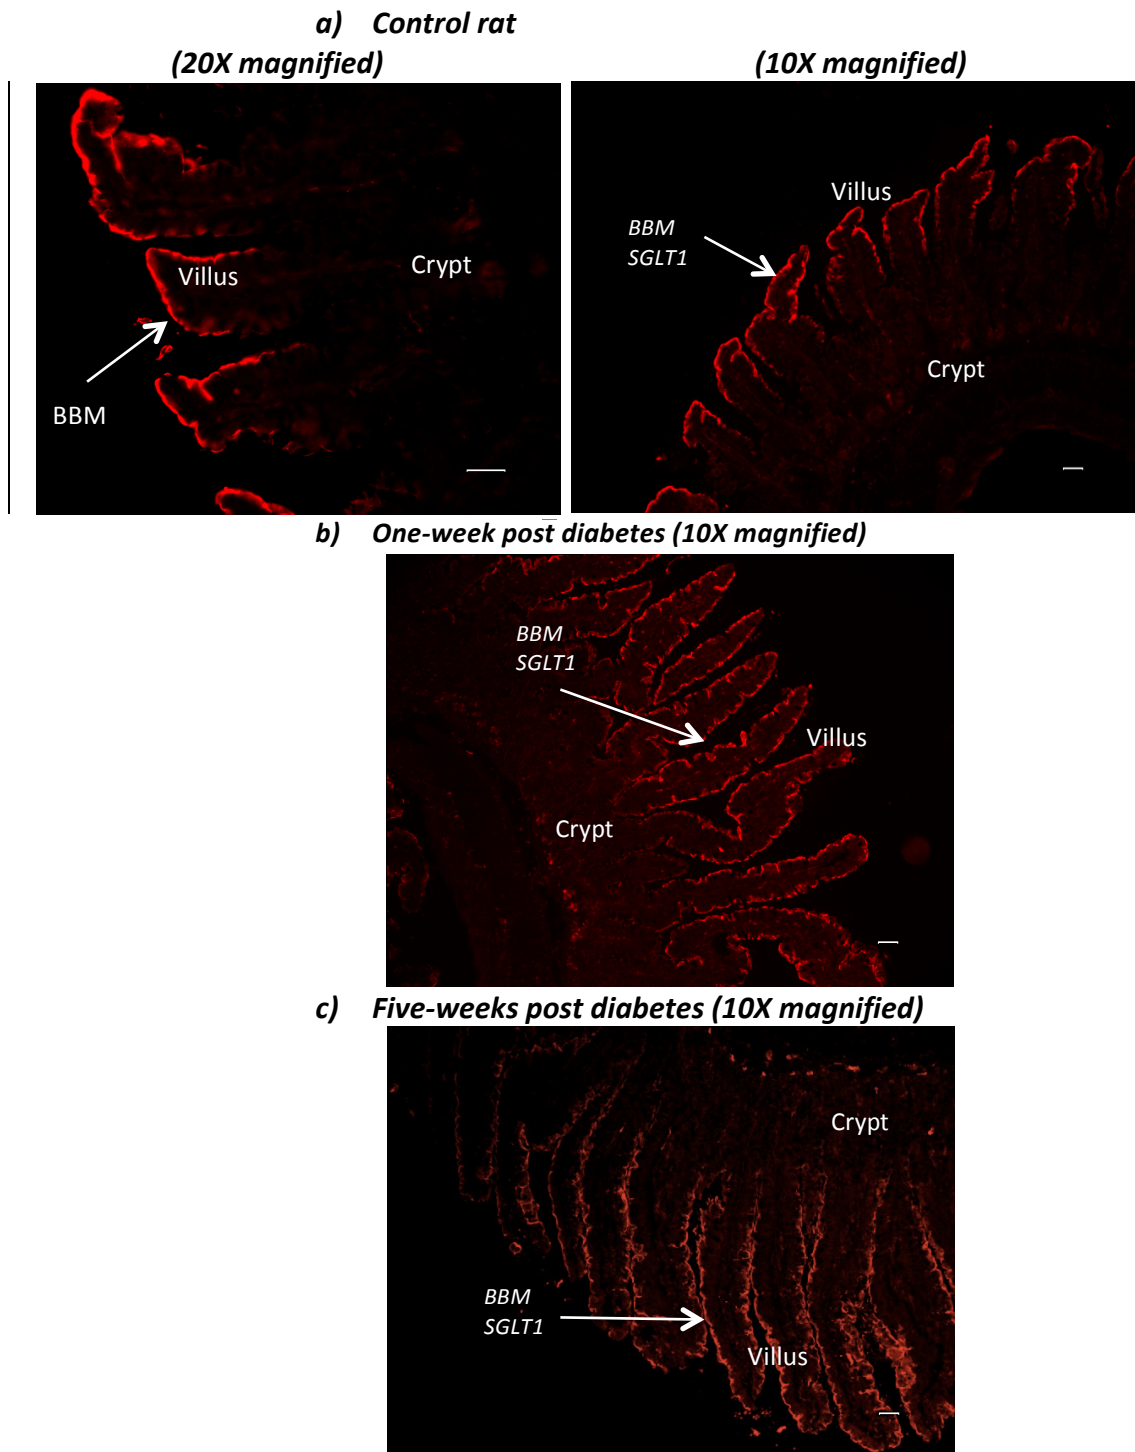 a) Control rat
(20X magnified)
(10X magnified)
Villus
Crypt
BBM
Villus
BBM
SGLT1
Crypt
b) One-week post diabetes (10X magnified)
BBM
SGLT1
Villus
Crypt
c) Five-weeks post diabetes (10X magnified)
Crypt
BBM
SGLT1
Villus